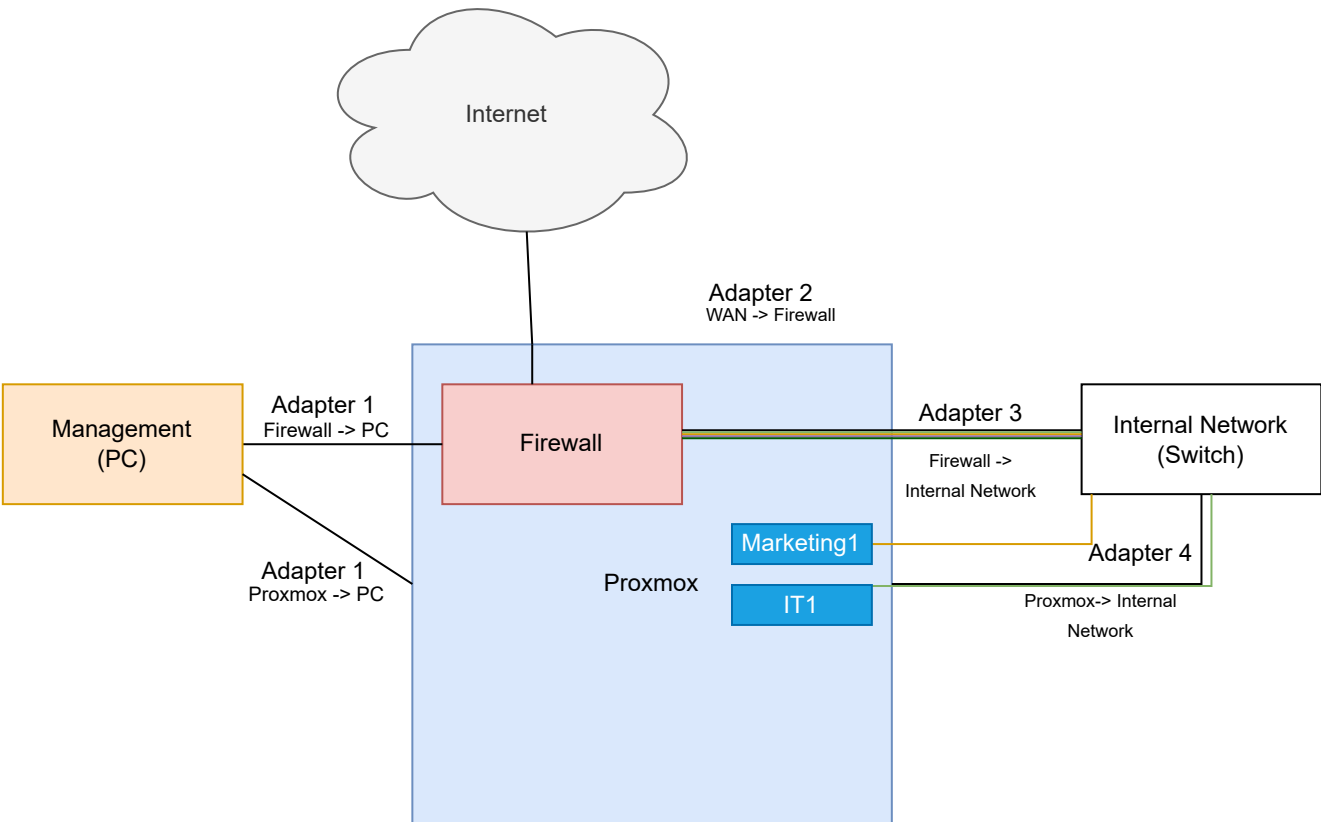 Internet
Adapter 2
WAN -> Firewall
Management
(PC)
Adapter 1
Firewall -> PC
Firewall
Adapter 3
Firewall ->
Internal Network
Internal Network
(Switch)
Marketing1
Adapter 4
Adapter 1
Proxmox -> PC
Proxmox
IT1
Proxmox-> Internal
Network